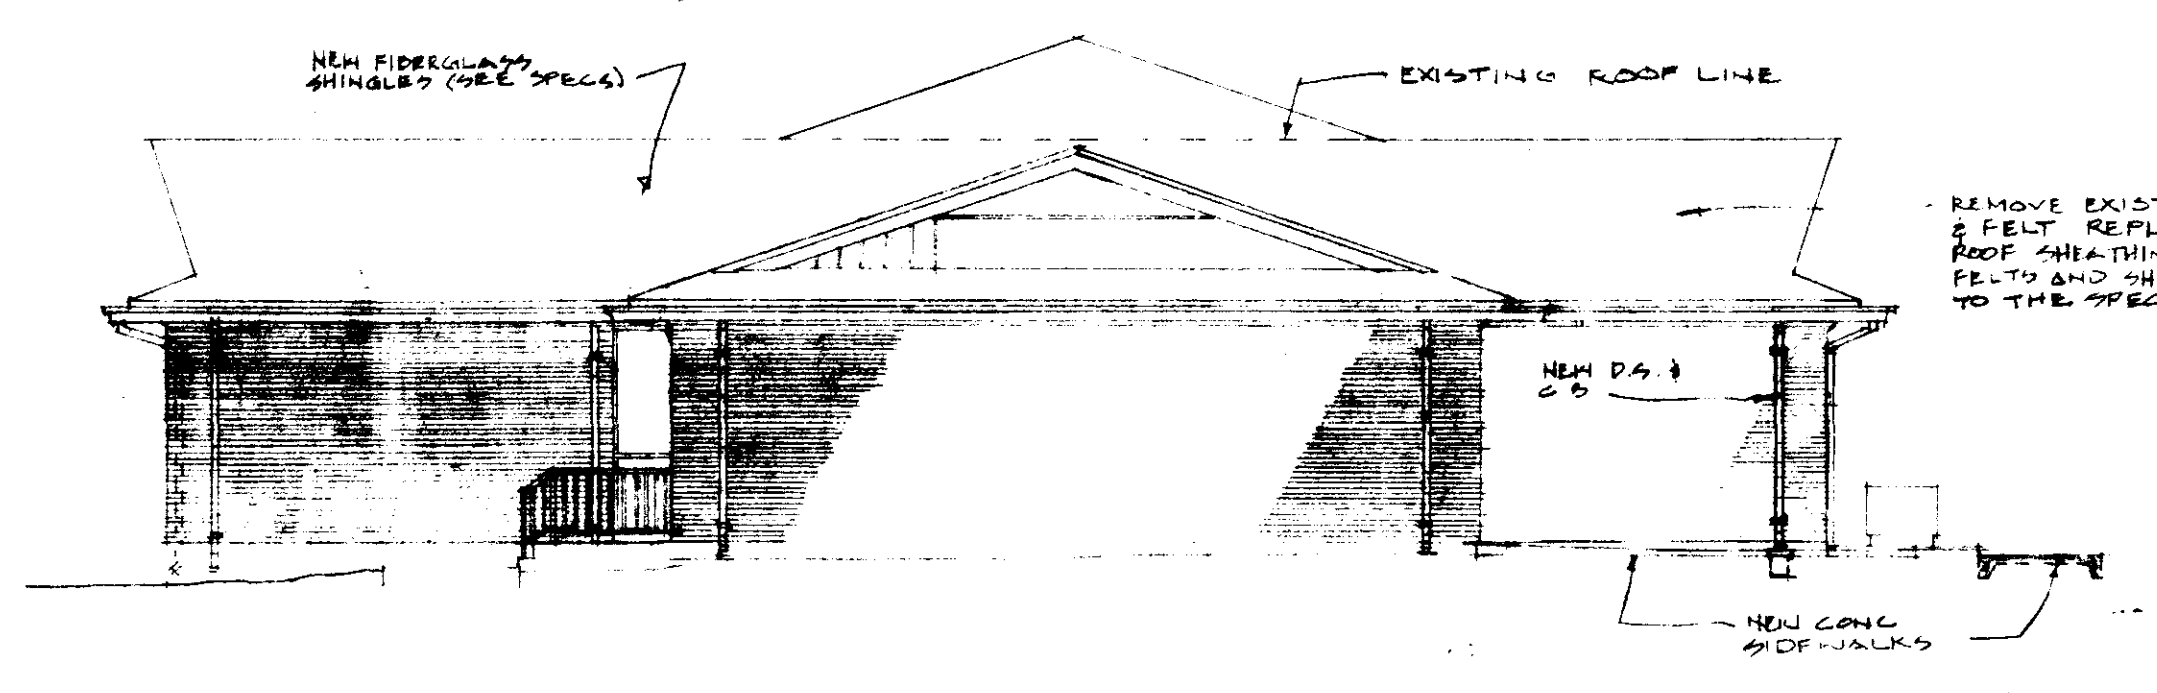 NEW FIBERGLASS
SHINGLES (SEE SPECS)
EXISTING ROOF LINE
REMOVE EXIST
& FELT REPL
ROOF SHEATHIN
FELTS AND SH
TO THE SPEC
NEW D.S. &
C B
NEW CONC
SIDEWALKS